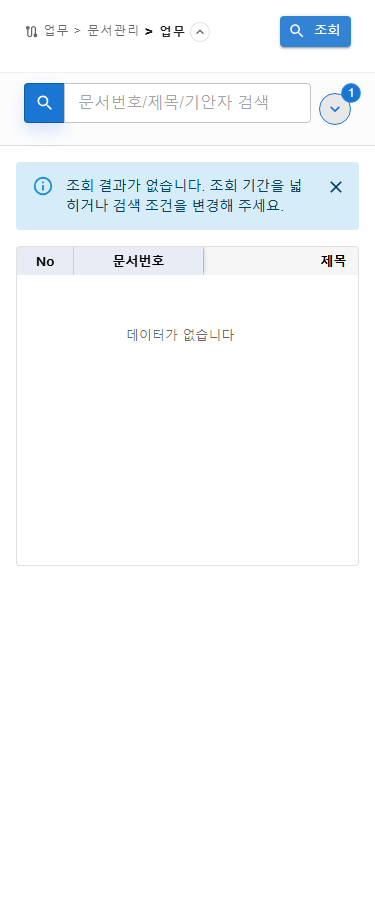 업무 > 문서관리 > 업무
조회
문서번호/제목/기안자 검색
1
조회 결과가 없습니다. 조회 기간을 넓
히거나 검색 조건을 변경해 주세요.
No 문서번호 제목
데이터가 없습니다